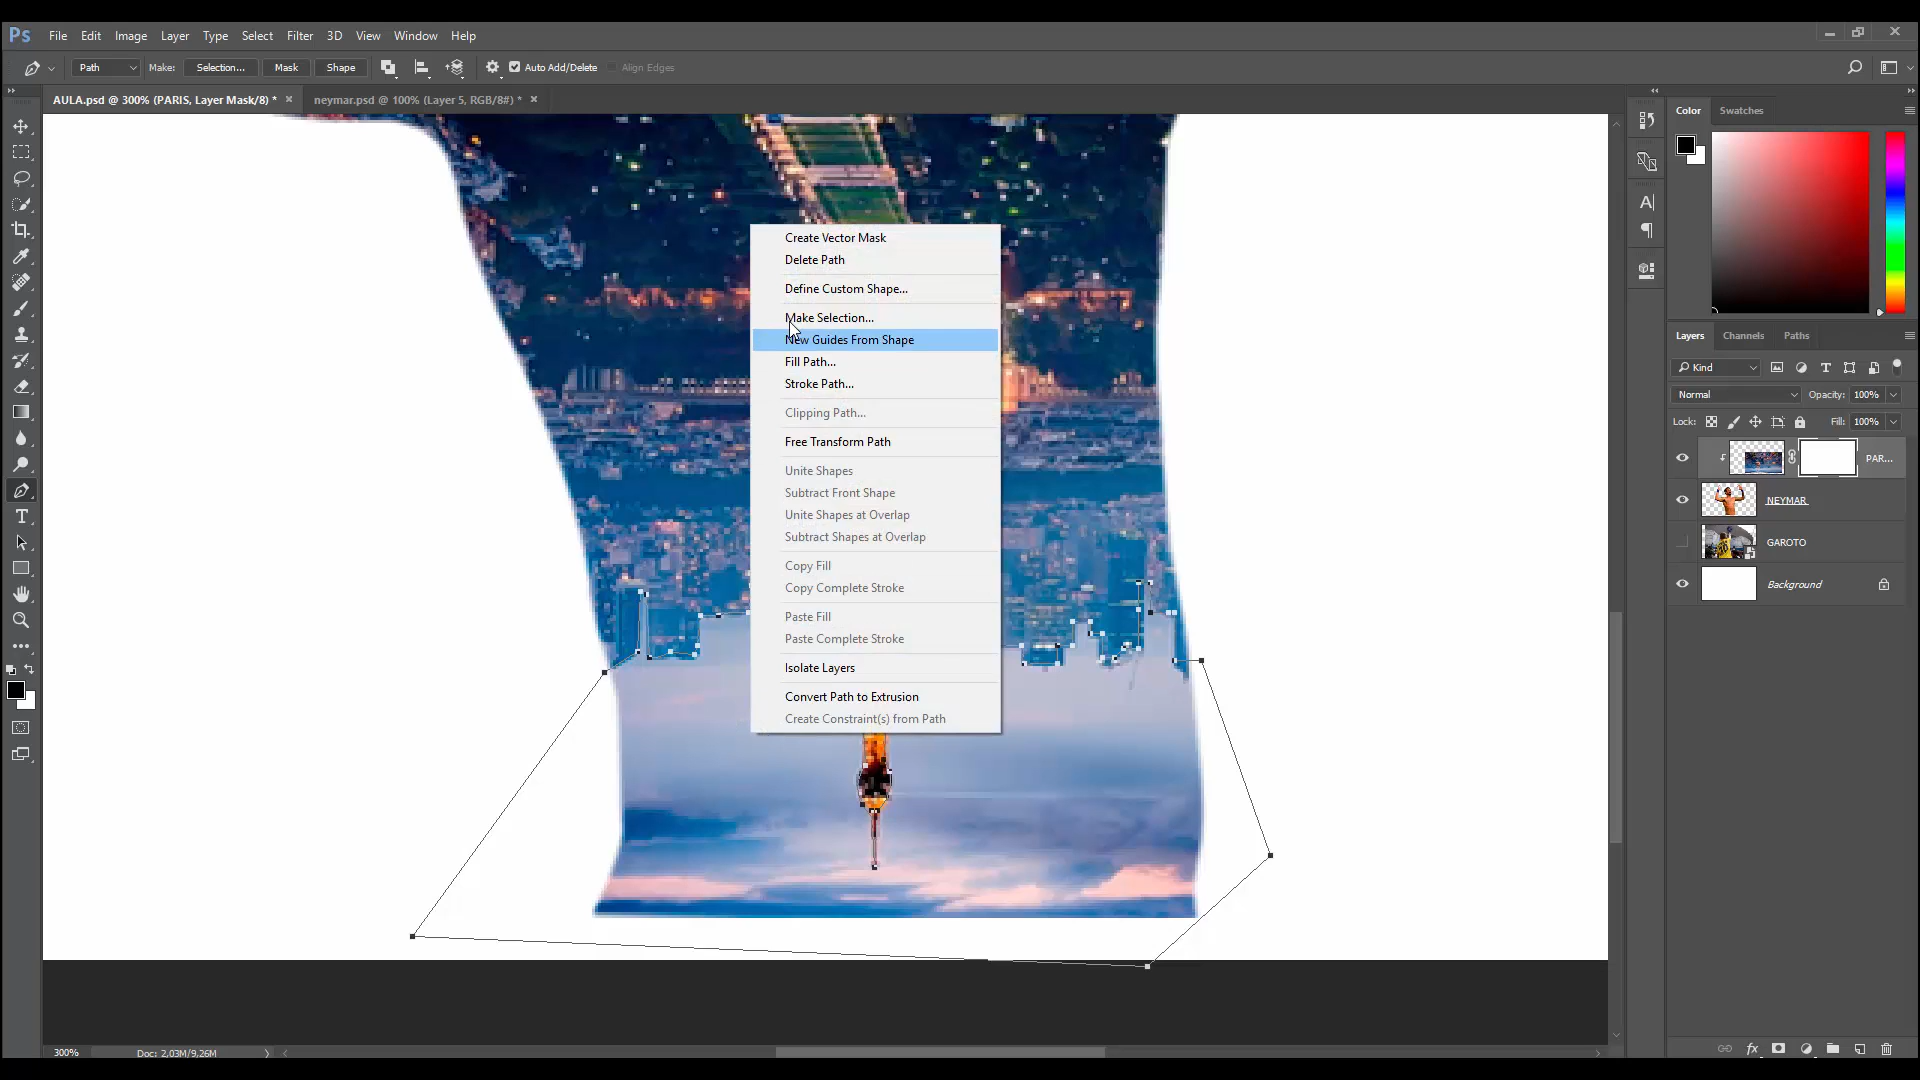 Ps File Edit Image Layer Type Select Filter 3D View Window Help
Path Make: Selection... Mask Shape Auto Add/Delete Align Edges
AULA.psd @ 300% (PARIS, Layer Mask/8) * × neymar.psd @ 100% (Layer 5, RGB/8#) * ×
Color Swatches
Create Vector Mask
Delete Path
Define Custom Shape...
Make Selection...
New Guides From Shape
Fill Path...
Stroke Path...
Clipping Path...
Free Transform Path
Unite Shapes
Subtract Front Shape
Unite Shapes at Overlap
Subtract Shapes at Overlap
Copy Fill
Copy Complete Stroke
Paste Fill
Paste Complete Stroke
Isolate Layers
Convert Path to Extrusion
Create Constraint(s) from Path
Layers Channels Paths
Kind
Normal Opacity: 100%
Lock: Fill: 100%
PAR...
NEYMAR
GAROTO
Background
300% Doc: 2,03M/9,26M